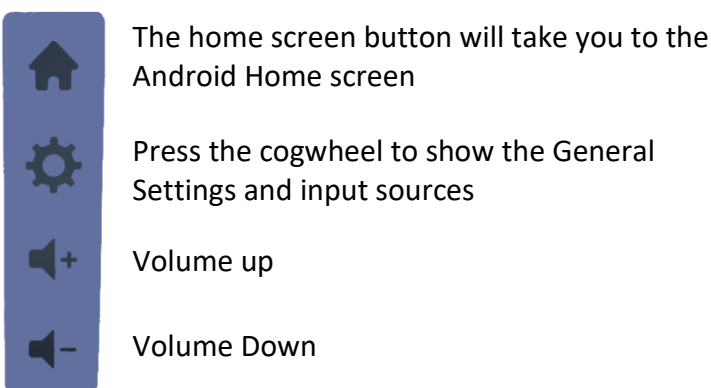 The home screen button will take you to the
Android Home screen
Press the cogwheel to show the General
Settings and input sources
Volume up
Volume Down